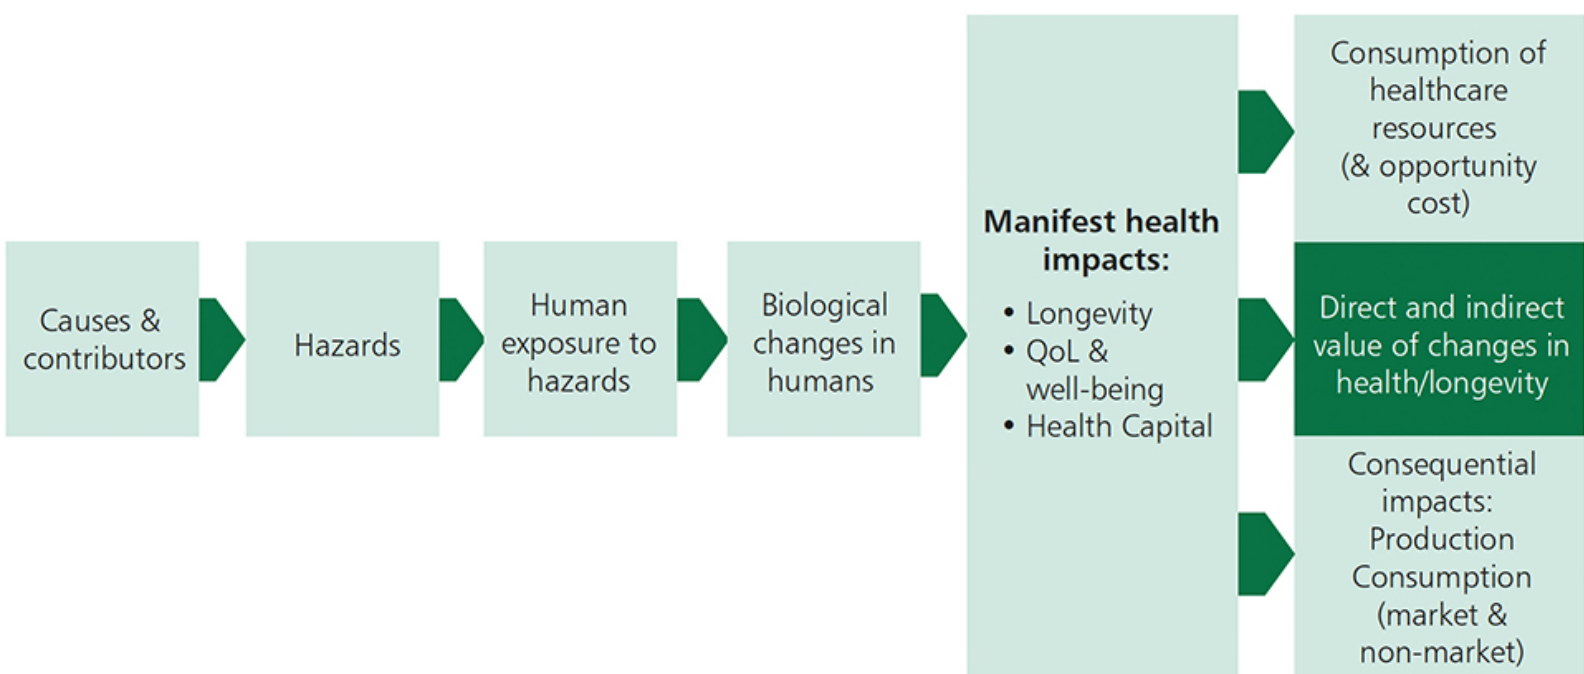 Causes &
contributors
Hazards
Human
exposure to
hazards
Biological
changes in
humans
Manifest health
impacts:
• Longevity
• QoL &
well-being
• Health Capital
Consumption of
healthcare
resources
(& opportunity
cost)
Direct and indirect
value of changes in
health/longevity
Consequential
impacts:
Production
Consumption
(market &
non-market)